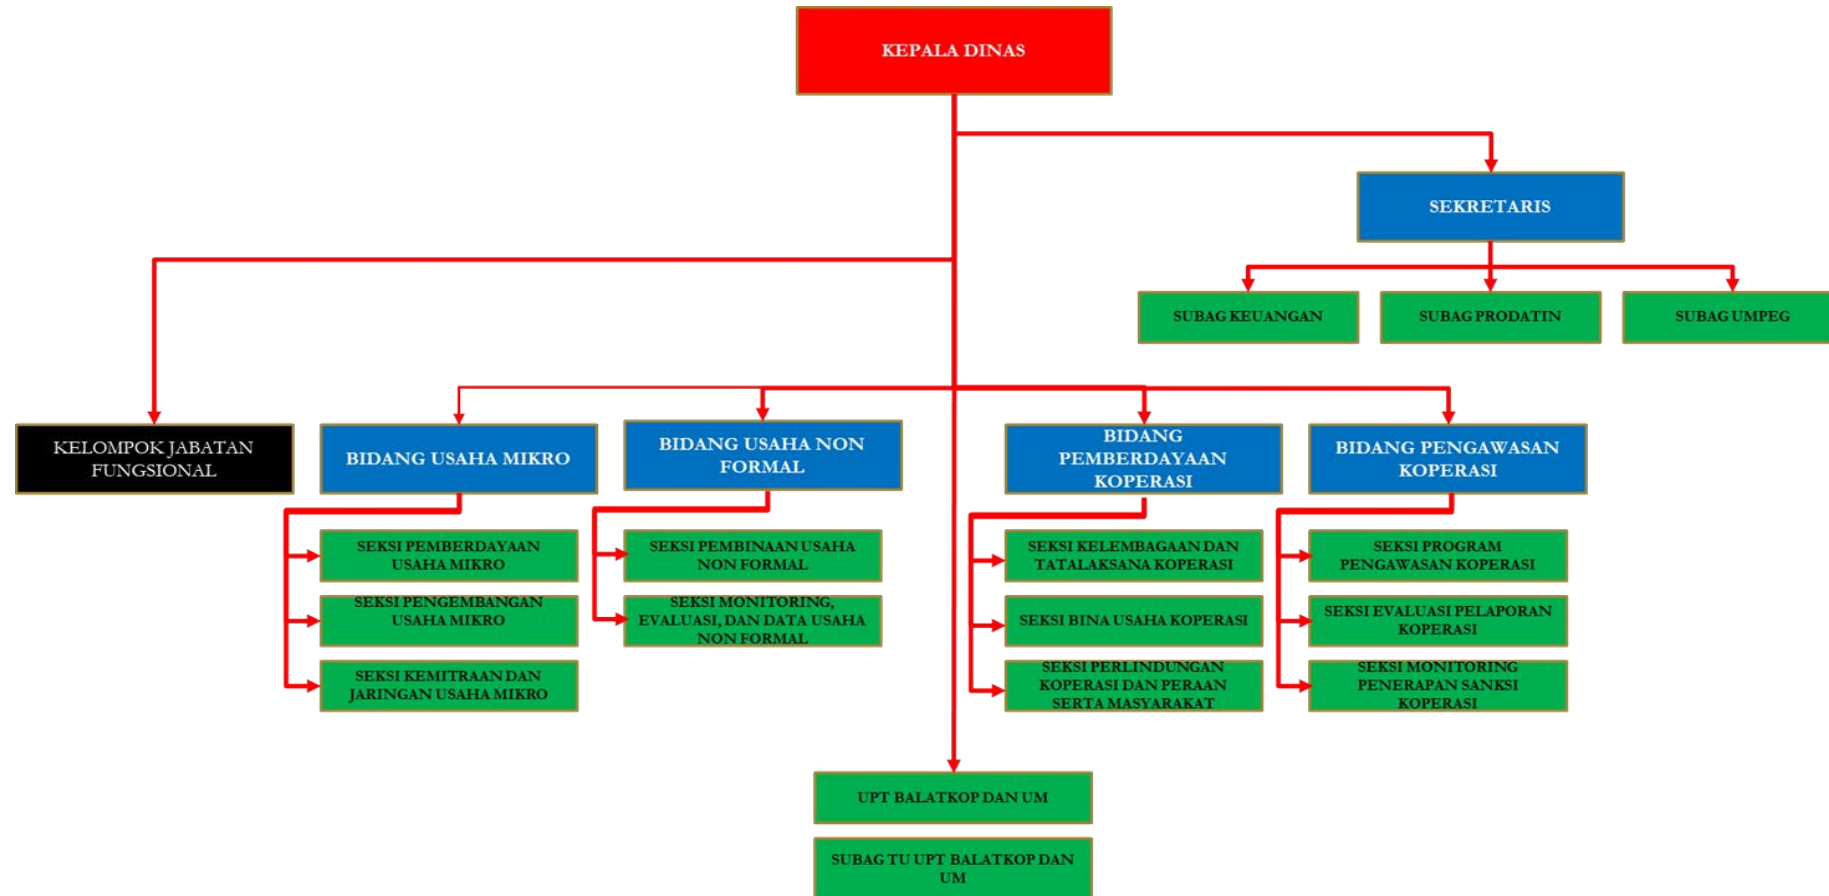 KEPALA DINAS
SEKRETARIS
SUBAG KEUANGAN
SUBAG PRODATIN
SUBAG UMPEG
KELOMPOK JABATAN
FUNGSIONAL
BIDANG USAHA MIKRO
BIDANG USAHA NON
FORMAL
BIDANG
PEMBERDAYAAN
KOPERASI
BIDANG PENGAWASAN
KOPERASI
SEKSI PEMBERDAYAAN
USAHA MIKRO
SEKSI PENGEMBANGAN
USAHA MIKRO
SEKSI KEMITRAAN DAN
JARINGAN USAHA MIKRO
SEKSI PEMBINAAN USAHA
NON FORMAL
SEKSI MONITORING,
EVALUASI, DAN DATA USAHA
NON FORMAL
SEKSI KELEMBAGAAN DAN
TATALAKSANA KOPERASI
SEKSI BINA USAHA KOPERASI
SEKSI PERLINDUNGAN
KOPERASI DAN PERAAN
SERTA MASYARAKAT
SEKSI PROGRAM
PENGAWASAN KOPERASI
SEKSI EVALUASI PELAPORAN
KOPERASI
SEKSI MONITORING
PENERAPAN SANKSI
KOPERASI
UPT BALATKOP DAN UM
SUBAG TU UPT BALATKOP DAN
UM